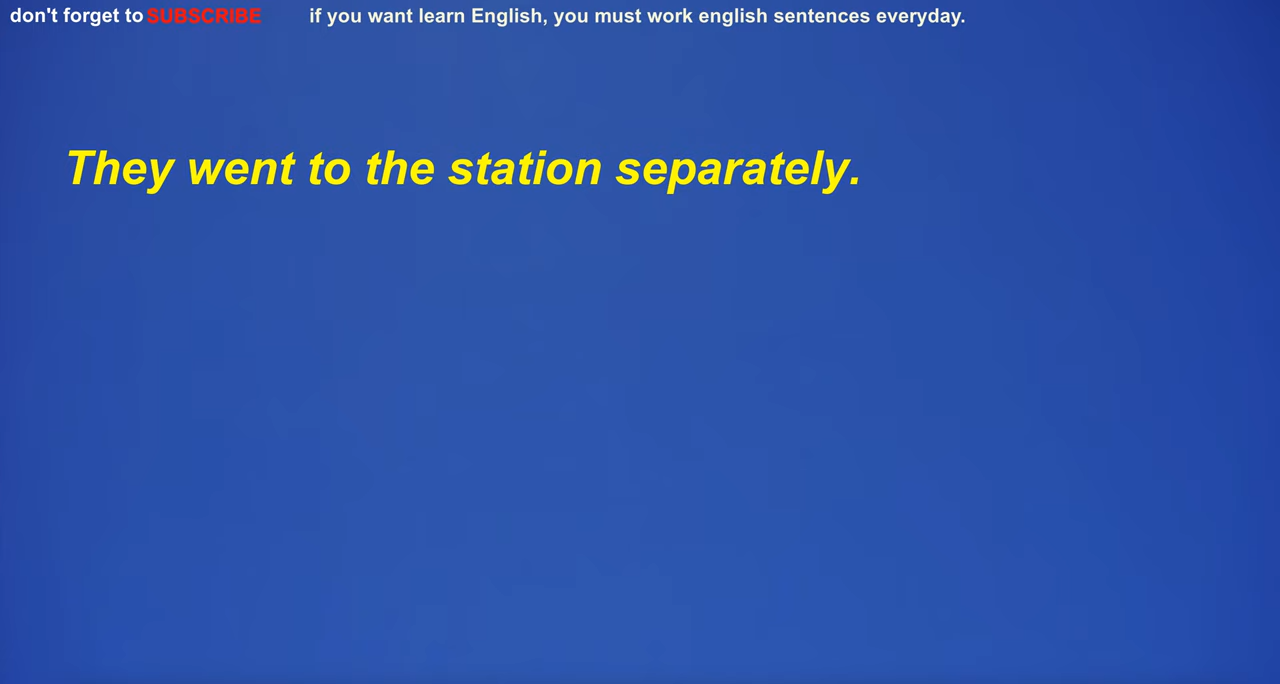 don't forget to SUBSCRIBE if you want learn English, you must work english sentences everyday.
They went to the station separately.